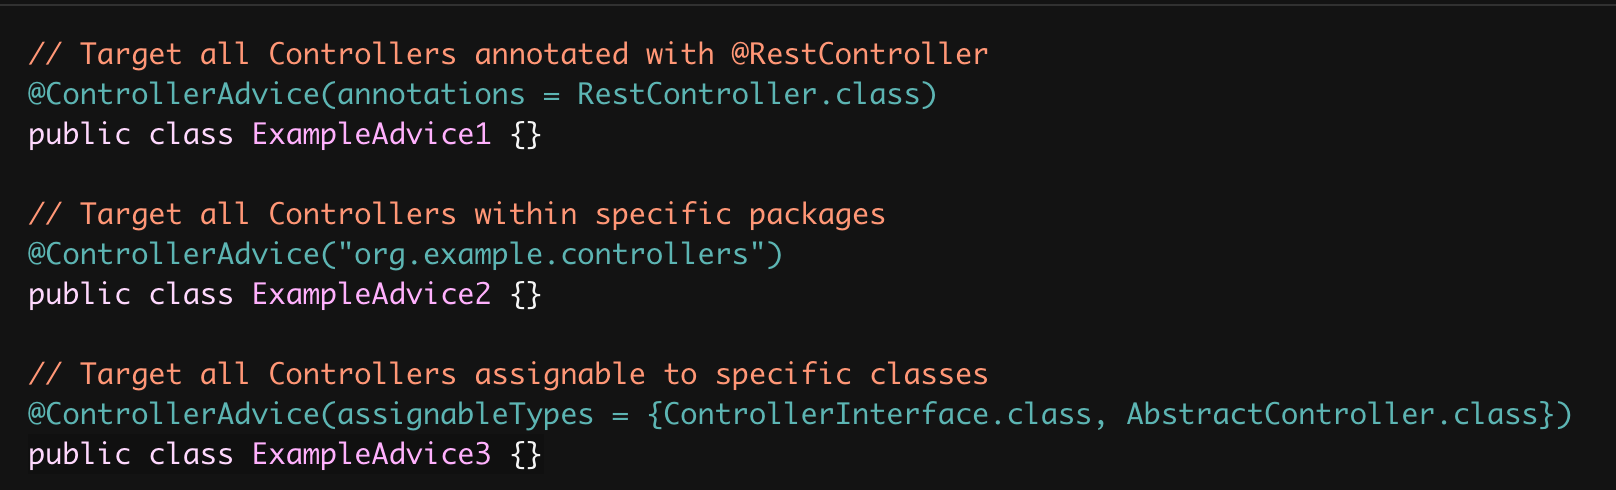 // Target all Controllers annotated with @RestController
@ControllerAdvice(annotations = RestController.class)
public class ExampleAdvice1 {}
// Target all Controllers within specific packages
@ControllerAdvice("org.example.controllers")
public class ExampleAdvice2 {}
// Target all Controllers assignable to specific classes
@ControllerAdvice(assignableTypes = {ControllerInterface.class, AbstractController.class})
public class ExampleAdvice3 {}